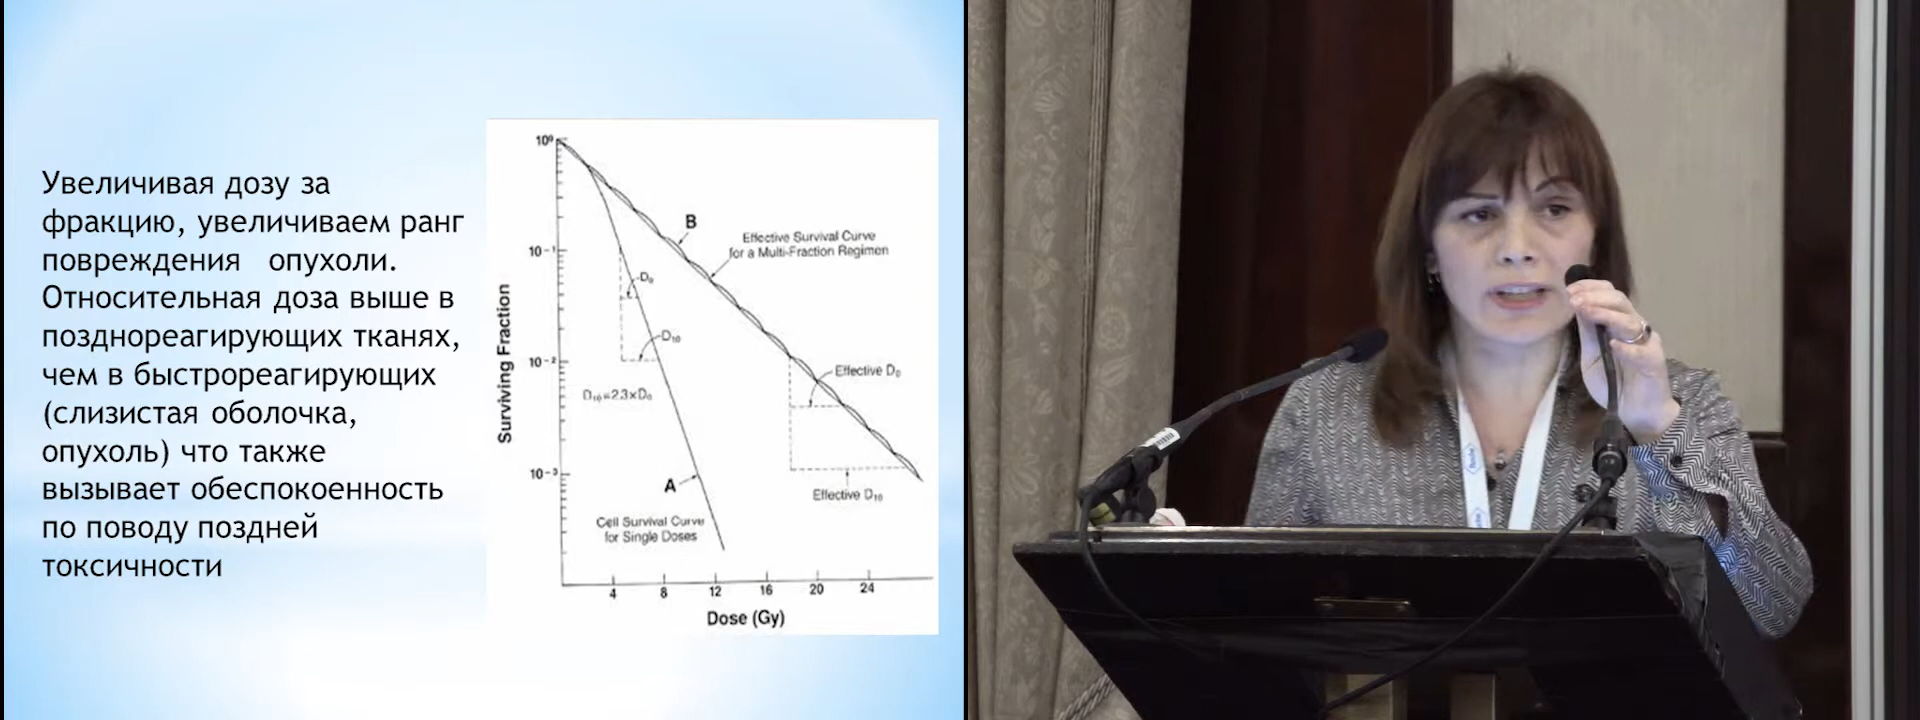 Увеличивая дозу за
фракцию, увеличиваем ранг
повреждения опухоли.
Относительная доза выше в
позднореагирующих тканях,
чем в быстрореагирующих
(слизистая оболочка,
опухоль) что также
вызывает обеспокоенность
по поводу поздней
токсичности
10⁰
10⁻¹
10⁻²
10⁻³
Surviving Fraction
B
Effective Survival Curve
for a Multi-Fraction Regimen
D₀
D₁₀
D₁₀=2.3×D₀
Effective D₀
Effective D₁₀
A
Cell Survival Curve
for Single Doses
4 8 12 16 20 24
Dose (Gy)
Roche